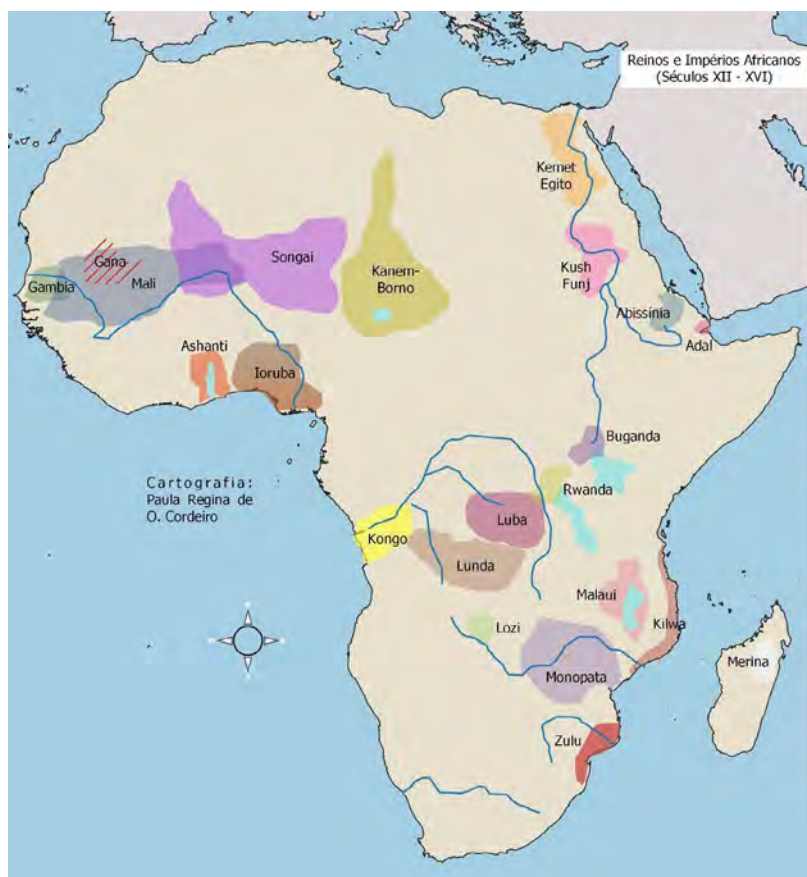 Reinos e Impérios Africanos
(Séculos XII - XVI)
Kemet
Egito
Gana
Songai
Kanem-
Borno
Kush
Funj
Gambia
Mali
Abissínia
Adal
Ashanti
Ioruba
Buganda
Cartografia:
Paula Regina de
O. Cordeiro
Rwanda
Luba
Kongo
Lunda
Malaui
Lozi
Kilwa
Merina
Monopata
Zulu